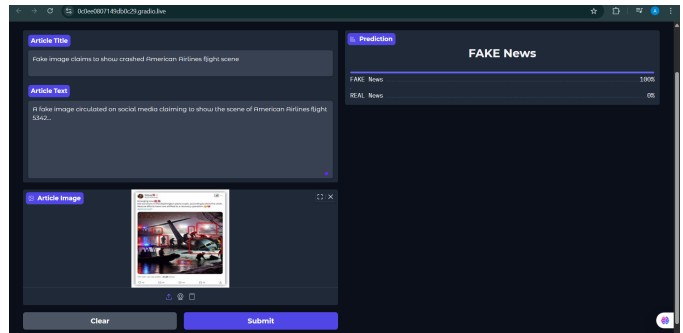 0c0ee0807149db0c29.gradio.live
Article Title
Fake image claims to show crashed American Airlines flight scene
Article Text
A fake image circulated on social media claiming to show the scene of American Airlines flight
5342...
Article Image
Clear
Submit
Prediction
FAKE News
FAKE News 100%
REAL News 0%